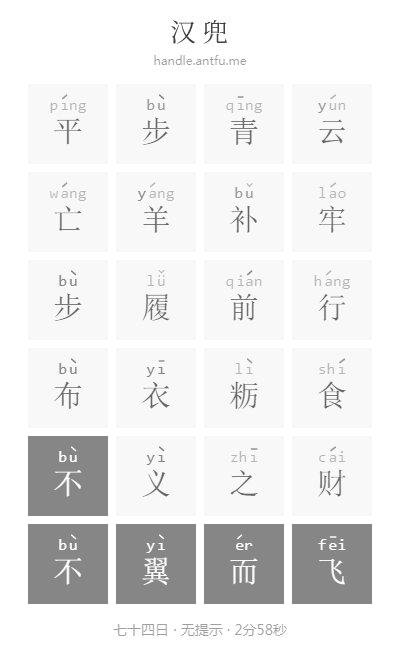 汉兜
handle.antfu.me
píng bù qīng yún
平 步 青 云
wáng yáng bǔ láo
亡 羊 补 牢
bù lǚ qián háng
步 履 前 行
bù yī lì shí
布 衣 粝 食
bù yì zhī cái
不 义 之 财
bù yì ér fēi
不 翼 而 飞
七十四日·无提示·2分58秒